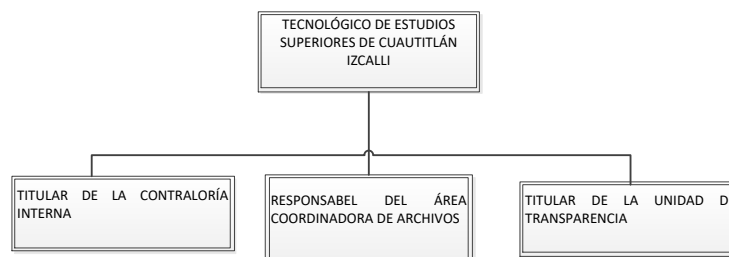 TECNOLÓGICO DE ESTUDIOS
SUPERIORES DE CUAUTITLÁN
IZCALLI
TITULAR DE LA CONTRALORÍA
INTERNA
RESPONSABEL DEL ÁREA
COORDINADORA DE ARCHIVOS
TITULAR DE LA UNIDAD D
TRANSPARENCIA